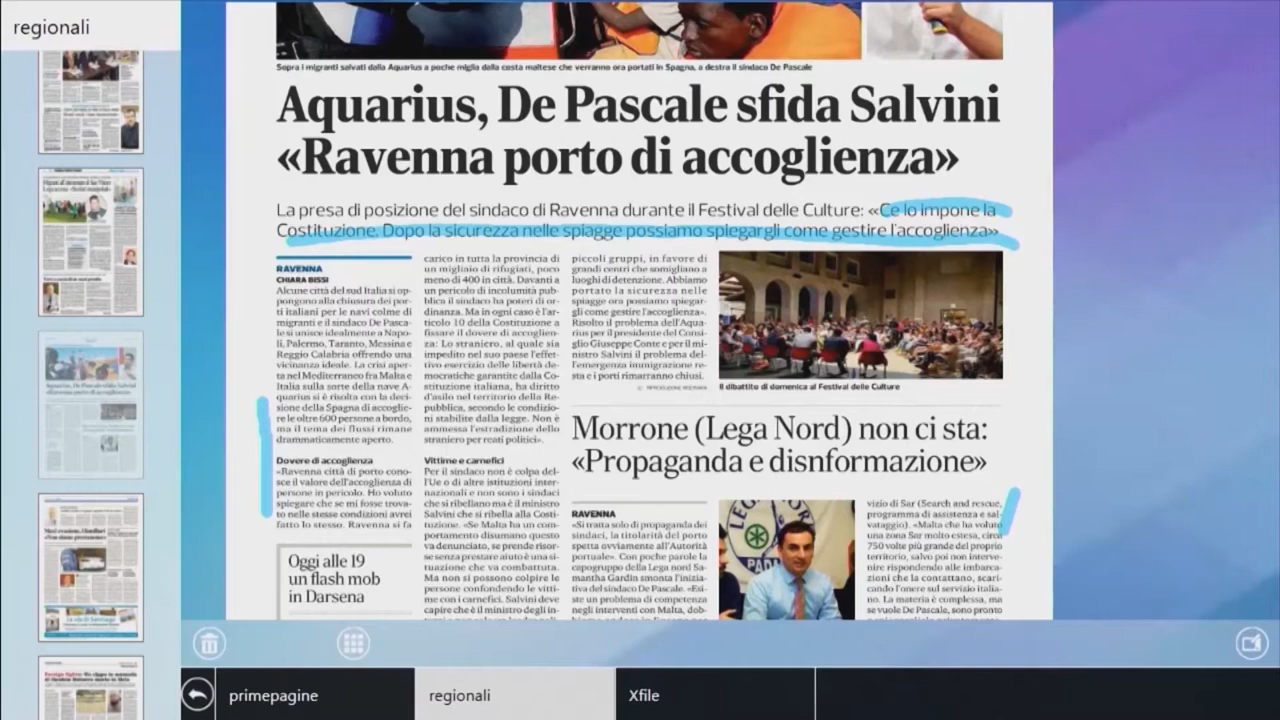 regionali
Sopra i migranti salvati dalla Aquarius a poche miglia dalla costa maltese che verranno ora portati in Spagna, a destra il sindaco De Pascale
Aquarius, De Pascale sfida Salvini
«Ravenna porto di accoglienza»
La presa di posizione del sindaco di Ravenna durante il Festival delle Culture: «Ce lo impone la
Costituzione. Dopo la sicurezza nelle spiagge possiamo spiegargli come gestire l'accoglienza»
RAVENNA
CHIARA BISSI
Alcune città del sud Italia si op-
pongono alla chiusura dei por-
ti italiani per le navi colme di
migranti e il sindaco De Pasca-
le si unisce idealmente a Napo-
li, Palermo, Taranto, Messina e
Reggio Calabria offrendo una
vicinanza ideale. La crisi aper-
ta nel Mediterraneo fra Malta e
Italia sulla sorte della nave A-
quarius si è risolta con la deci-
sione della Spagna di accoglie-
re le oltre 600 persone a bordo,
ma il tema dei flussi rimane
drammaticamente aperto.
Dovere di accoglienza
«Ravenna città di porto cono-
sce il valore dell'accoglienza di
persone in pericolo. Ho voluto
spiegare che se mi fosse trova-
to nelle stesse condizioni avrei
fatto lo stesso. Ravenna si fa
Oggi alle 19
un flash mob
in Darsena
carico in tutta la provincia di
un migliaio di rifugiati, poco
meno di 400 in città. Davanti a
un pericolo di incolumità pub-
blica il sindaco ha poteri di or-
dinanza. Ma in ogni caso è l'ar-
ticolo 10 della Costituzione a
fissare il dovere di accoglien-
za: Lo straniero, al quale sia
impedito nel suo paese l'effet-
tivo esercizio delle libertà de-
mocratiche garantite dalla Co-
stituzione italiana, ha diritto
d'asilo nel territorio della Re-
pubblica, secondo le condizio-
ni stabilite dalla legge. Non è
ammessa l'estradizione dello
straniero per reati politici».
Vittime e carnefici
Per il sindaco non è colpa del-
l'Ue o di altre istituzioni inter-
nazionali e non sono i sindaci
che si ribellano ma è il ministro
Salvini che si ribella alla Costi-
tuzione. «Se Malta ha un com-
portamento disumano questo
va denunciato, se prende risor-
se senza prestare aiuto è una si-
tuazione che va combattuta.
Ma non si possono colpire le
persone confondendo le vitti-
me con i carnefici. Salvini deve
capire che è il ministro degli in-
piccoli gruppi, in favore di
grandi centri che somigliano a
luoghi di detenzione. Abbiamo
portato la sicurezza nelle
spiagge ora possiamo spiegar-
gli come gestire l'accoglienza».
Risolto il problema dell'Aqua-
rius per il presidente del Consi-
glio Giuseppe Conte e per il mi-
nistro Salvini il problema del-
l'emergenza immigrazione re-
sta e i porti rimarranno chiusi.
Il dibattito di domenica al Festival delle Culture
Morrone (Lega Nord) non ci sta:
«Propaganda e disnformazione»
RAVENNA
«Si tratta solo di propaganda dei
sindaci, la titolarità del porto
spetta ovviamente all'Autorità
portuale». Con poche parole la
capogruppo della Lega nord Sa-
mantha Gardin smonta l'inizia-
tiva del sindaco De Pascale. «Esi-
ste un problema di competenza
negli interventi con Malta, dob-
LEGA NORD
PADA
vizio di Sar (Search and rescue,
programma di assistenza e sal-
vataggio). «Malta che ha voluto
una zona Sar molto estesa, circa
750 volte più grande del proprio
territorio, salvo poi non interve-
nire rispondendo alle imbarca-
zioni che la contattano, scari-
cando l'onere sul servizio italia-
no. La materia è complessa, ma
se vuole De Pascale, sono pronto
primepagine
regionali
Xfile